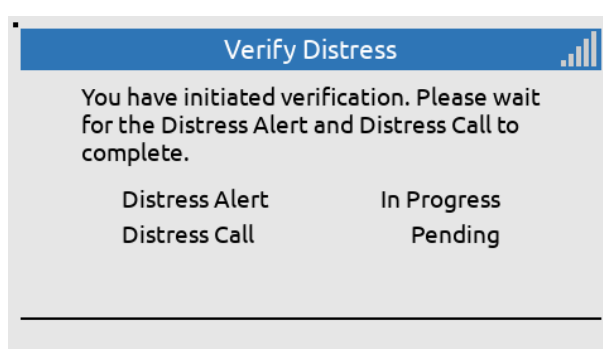 Verify Distress
You have initiated verification. Please wait
for the Distress Alert and Distress Call to
complete.
Distress Alert In Progress
Distress Call Pending